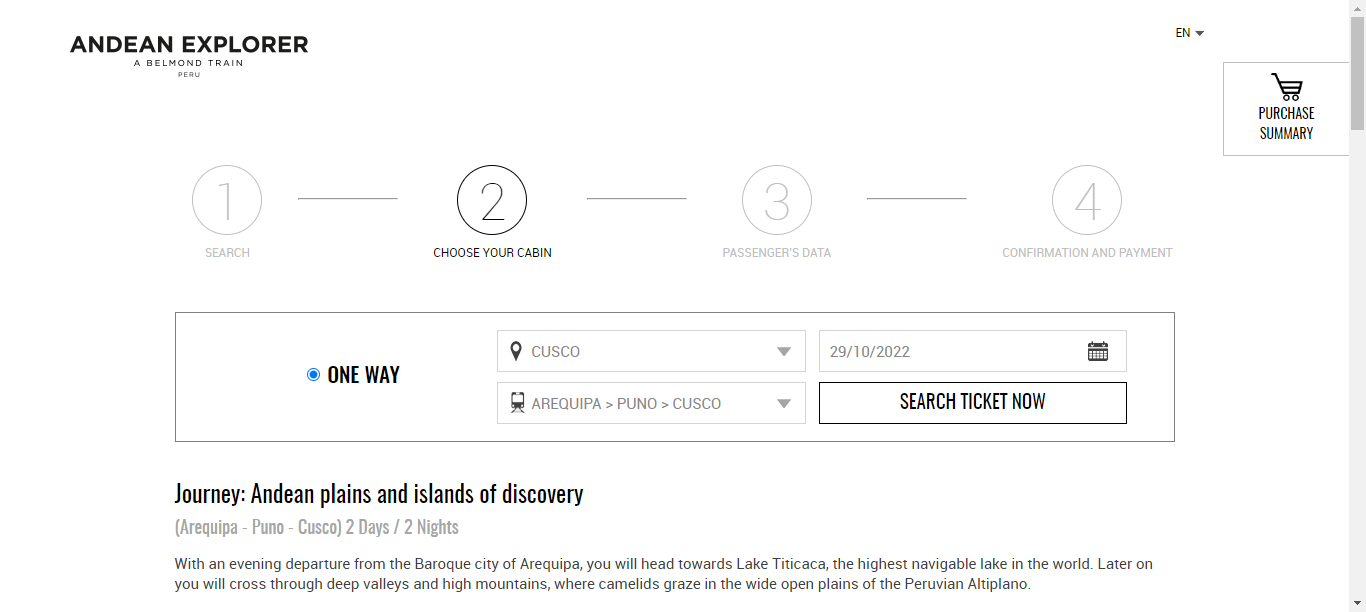 ANDEAN EXPLORER
A BELMOND TRAIN
PERU
EN
PURCHASE
SUMMARY
1
2
3
4
SEARCH
CHOOSE YOUR CABIN
PASSENGER'S DATA
CONFIRMATION AND PAYMENT
ONE WAY
CUSCO
29/10/2022
AREQUIPA > PUNO > CUSCO
SEARCH TICKET NOW
Journey: Andean plains and islands of discovery
(Arequipa - Puno - Cusco) 2 Days / 2 Nights
With an evening departure from the Baroque city of Arequipa, you will head towards Lake Titicaca, the highest navigable lake in the world. Later on
you will cross through deep valleys and high mountains, where camelids graze in the wide open plains of the Peruvian Altiplano.